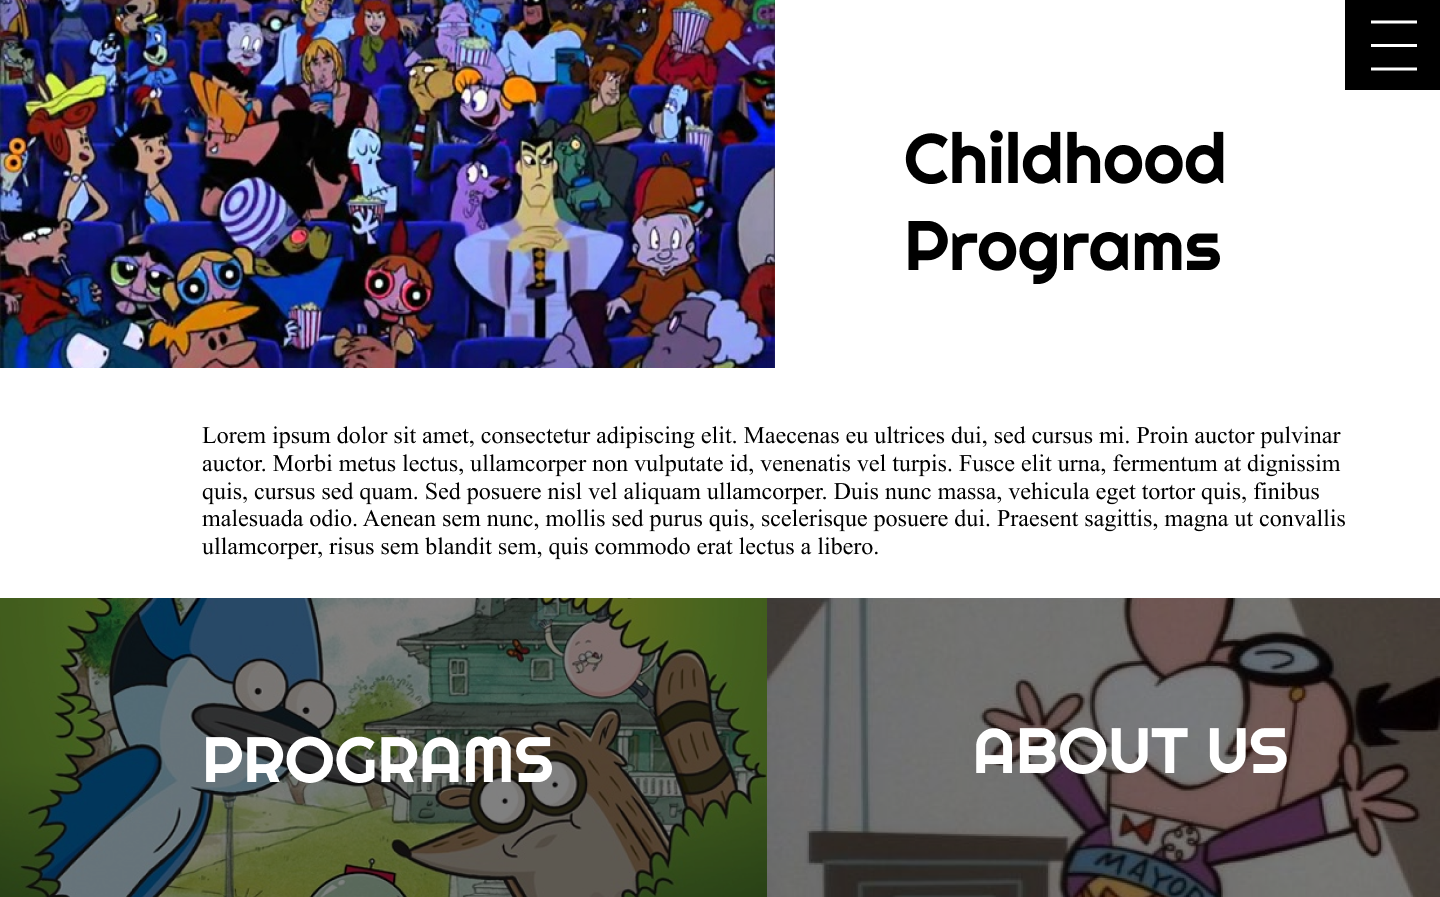 Childhood
Programs
Lorem ipsum dolor sit amet, consectetur adipiscing elit. Maecenas eu ultrices dui, sed cursus mi. Proin auctor pulvinar
auctor. Morbi metus lectus, ullamcorper non vulputate id, venenatis vel turpis. Fusce elit urna, fermentum at dignissim
quis, cursus sed quam. Sed posuere nisl vel aliquam ullamcorper. Duis nunc massa, vehicula eget tortor quis, finibus
malesuada odio. Aenean sem nunc, mollis sed purus quis, scelerisque posuere dui. Praesent sagittis, magna ut convallis
ullamcorper, risus sem blandit sem, quis commodo erat lectus a libero.
PROGRAMS
ABOUT US
MAYOR